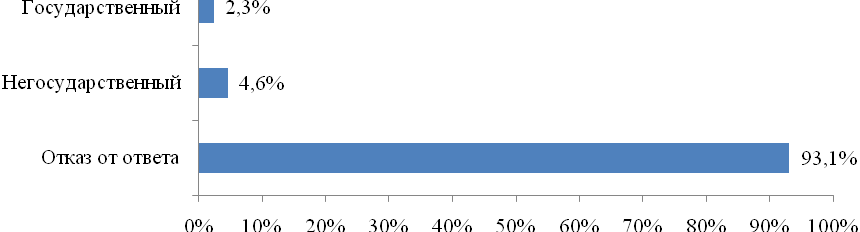 Государственный 2,3%
Негосударственный 4,6%
Отказ от ответа 93,1%
0% 10% 20% 30% 40% 50% 60% 70% 80% 90% 100%